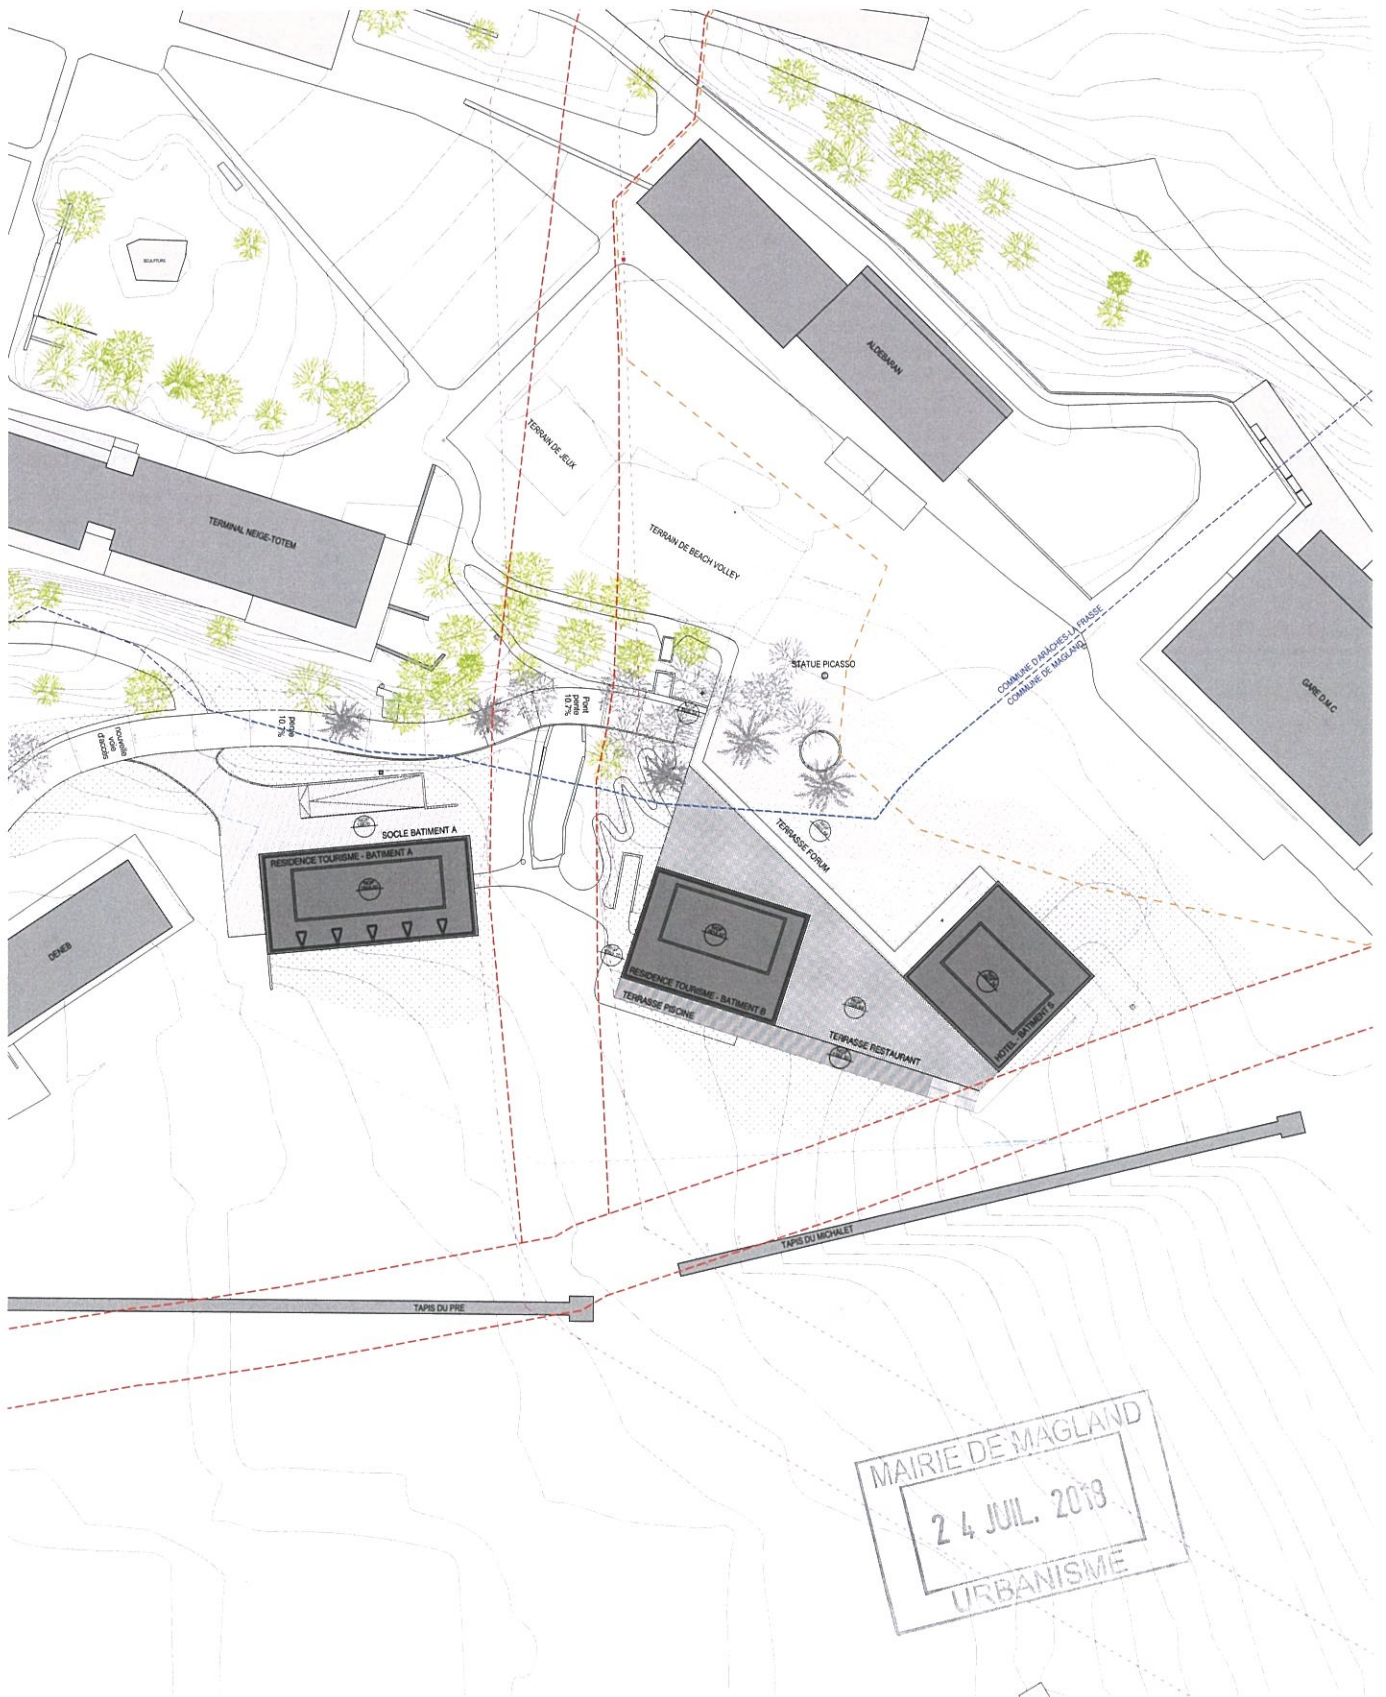 SCULPTURE
ALDEBARAN
TERRAIN DE JEUX
TERMINAL NEIGE-TOTEM
TERRAIN DE BEACH VOLLEY
COMMUNE D'ARÂCHES-LA FRASSE
COMMUNE DE MAGLAND
STATUE PICASSO
GARE D.M.C
Pont
pente
10.7%
pente
10.7%
nouvelle
voie
d'accès
SOCLE BATIMENT A
RESIDENCE TOURISME - BATIMENT A
TERRASSE FORUM
DENEB
RESIDENCE TOURISME - BATIMENT B
TERRASSE PISCINE
TERRASSE RESTAURANT
HOTEL - BATIMENT S
TAPIS DU MICHALET
TAPIS DU PRE
MAIRIE DE MAGLAND
24 JUIL. 2018
URBANISME